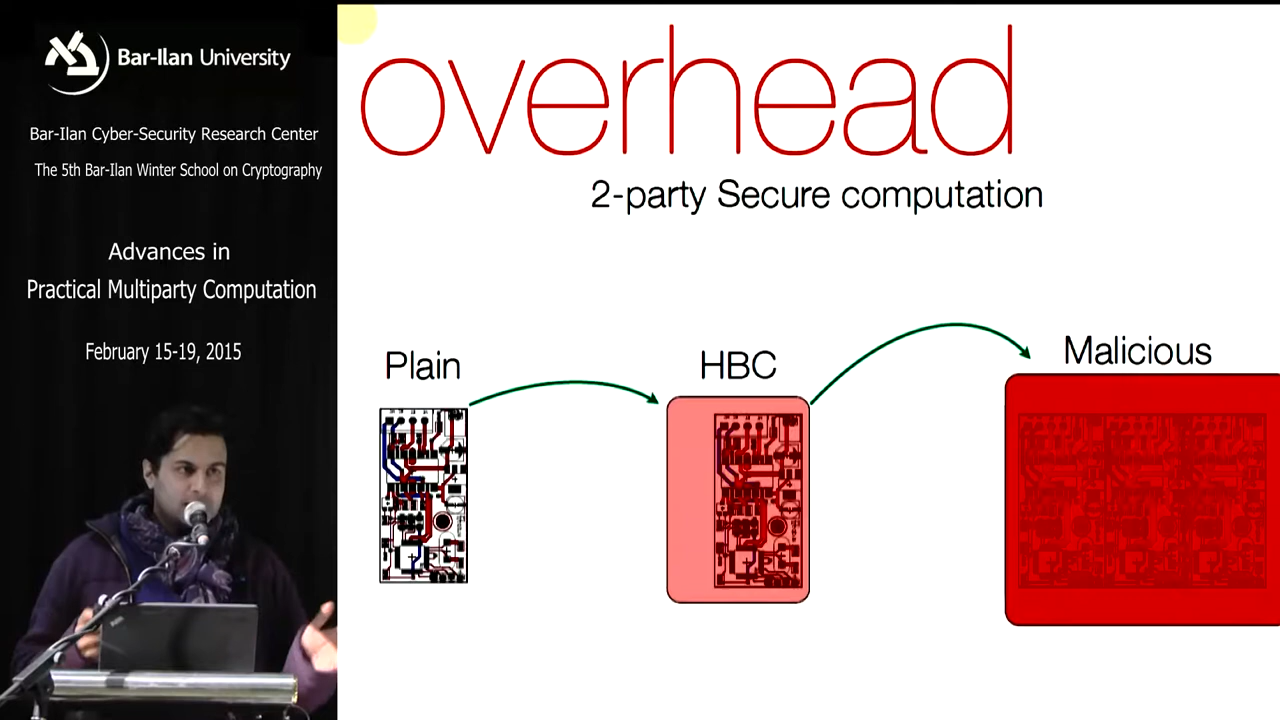 Bar-Ilan University
Bar-Ilan Cyber-Security Research Center
The 5th Bar-Ilan Winter School on Cryptography
Advances in
Practical Multiparty Computation
February 15-19, 2015
overhead
2-party Secure computation
Plain
HBC
Malicious